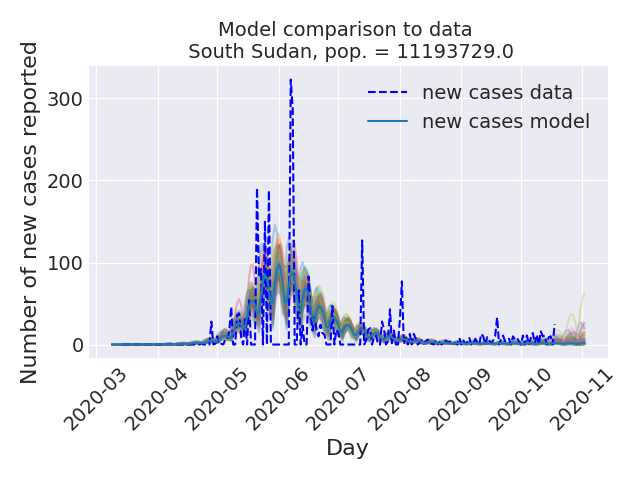 Model comparison to data
South Sudan, pop. = 11193729.0
Number of new cases reported
300
200
100
0
new cases data
new cases model
2020-03
2020-04
2020-05
2020-06
2020-07
2020-08
2020-09
2020-10
2020-11
Day